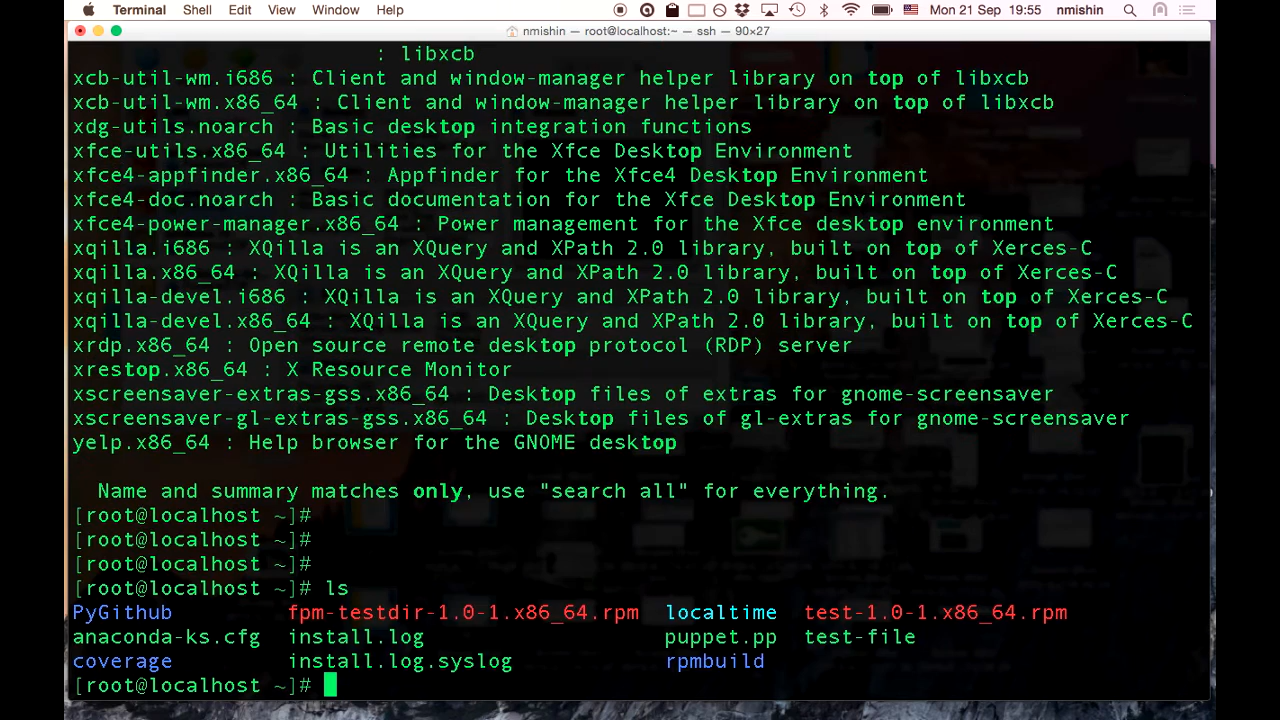 Terminal Shell Edit View Window Help Mon 21 Sep 19:55 nmishin
nmishin — root@localhost:~ — ssh — 90×27
: libxcb
xcb-util-wm.i686 : Client and window-manager helper library on top of libxcb
xcb-util-wm.x86_64 : Client and window-manager helper library on top of libxcb
xdg-utils.noarch : Basic desktop integration functions
xfce-utils.x86_64 : Utilities for the Xfce Desktop Environment
xfce4-appfinder.x86_64 : Appfinder for the Xfce4 Desktop Environment
xfce4-doc.noarch : Basic documentation for the Xfce Desktop Environment
xfce4-power-manager.x86_64 : Power management for the Xfce desktop environment
xqilla.i686 : XQilla is an XQuery and XPath 2.0 library, built on top of Xerces-C
xqilla.x86_64 : XQilla is an XQuery and XPath 2.0 library, built on top of Xerces-C
xqilla-devel.i686 : XQilla is an XQuery and XPath 2.0 library, built on top of Xerces-C
xqilla-devel.x86_64 : XQilla is an XQuery and XPath 2.0 library, built on top of Xerces-C
xrdp.x86_64 : Open source remote desktop protocol (RDP) server
xrestop.x86_64 : X Resource Monitor
xscreensaver-extras-gss.x86_64 : Desktop files of extras for gnome-screensaver
xscreensaver-gl-extras-gss.x86_64 : Desktop files of gl-extras for gnome-screensaver
yelp.x86_64 : Help browser for the GNOME desktop
Name and summary matches only, use "search all" for everything.
[root@localhost ~]#
[root@localhost ~]#
[root@localhost ~]#
[root@localhost ~]# ls
PyGithub fpm-testdir-1.0-1.x86_64.rpm localtime test-1.0-1.x86_64.rpm
anaconda-ks.cfg install.log puppet.pp test-file
coverage install.log.syslog rpmbuild
[root@localhost ~]#